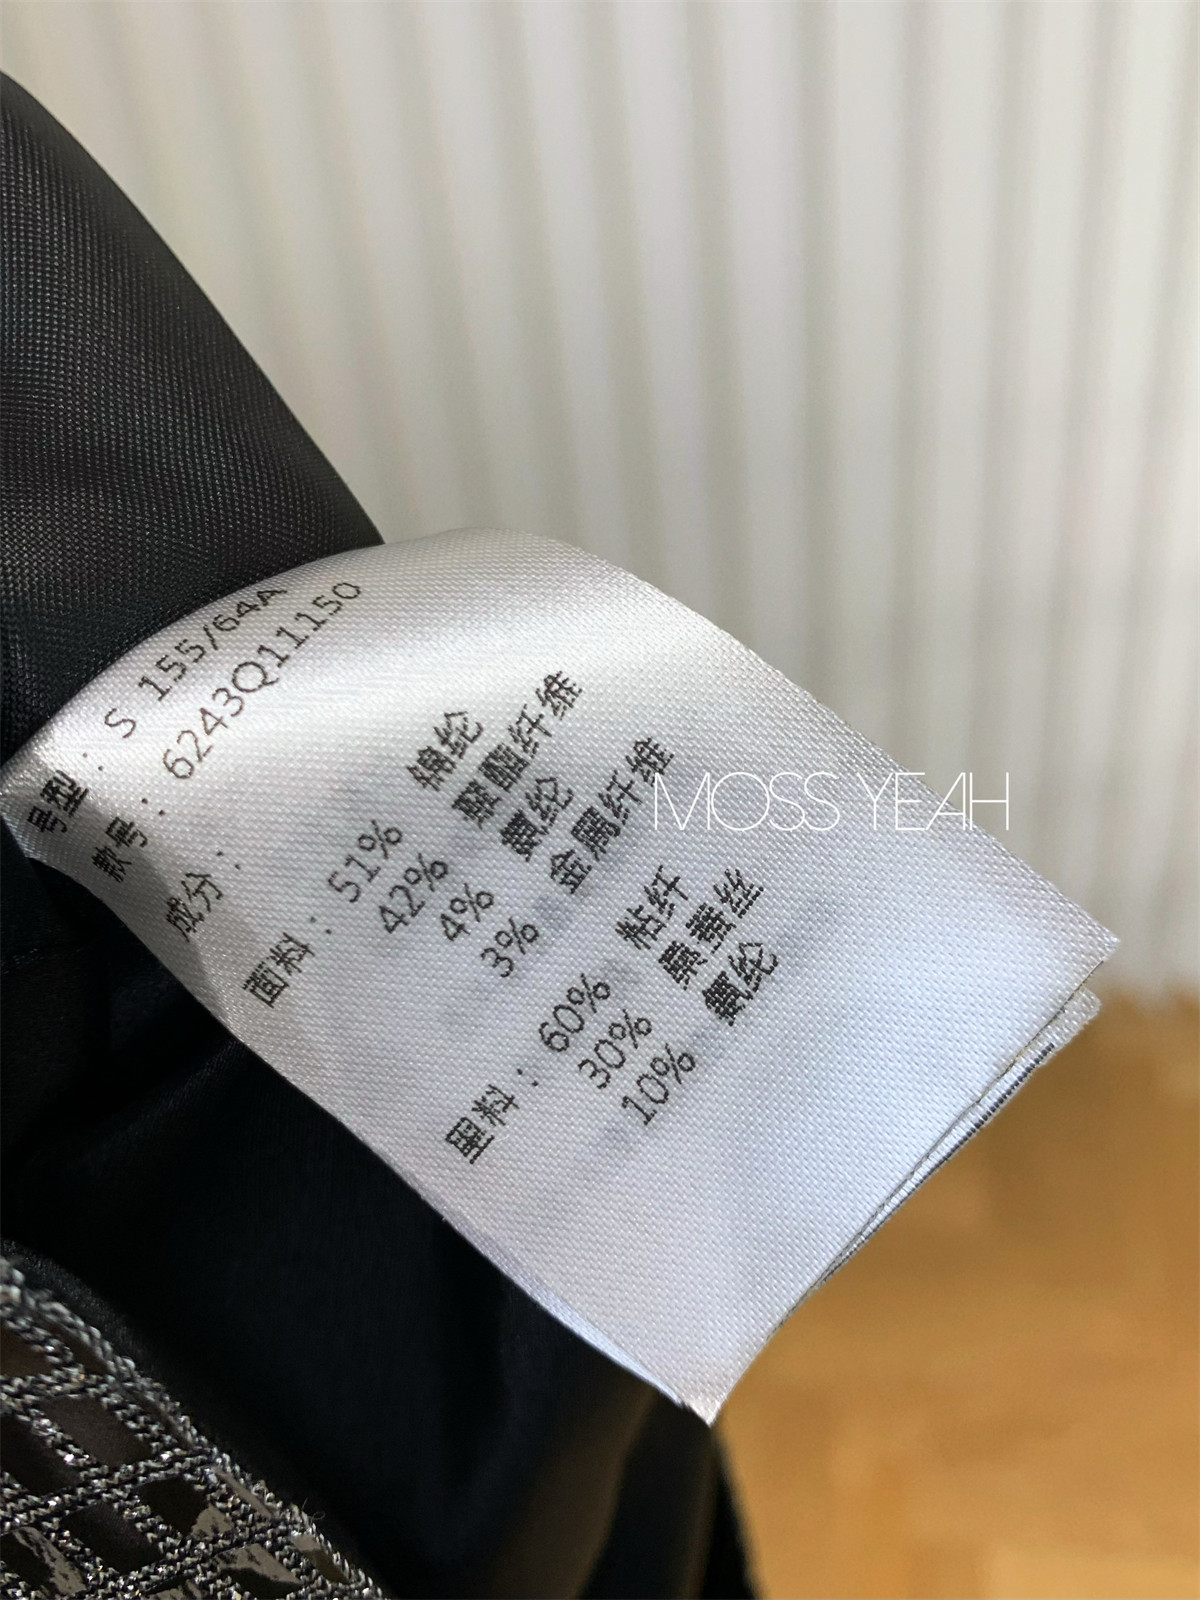 号型： S 155/64A
款号： 6243Q11150
成分：
面料： 51% 锦纶
42% 聚酯纤维
4% 氨纶
3% 金属纤维
里料： 60% 粘纤
30% 桑蚕丝
10% 氨纶
MOSS YEAH